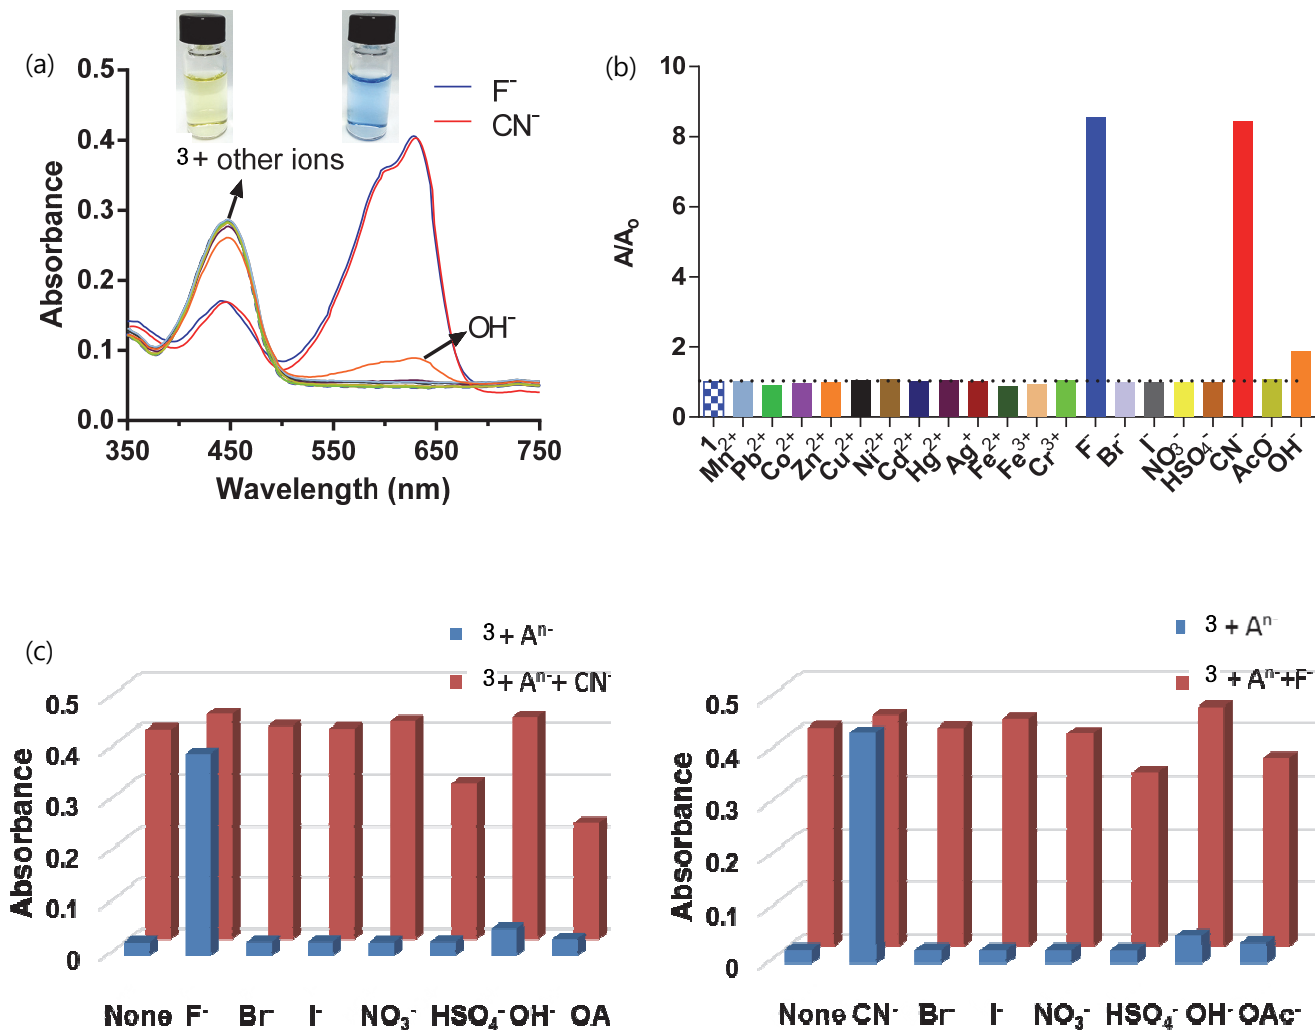 (a)
0.5
0.4
0.3
0.2
0.1
0.0
Absorbance
350 450 550 650 750
Wavelength (nm)
F⁻
CN⁻
3+ other ions
OH⁻
(b)
10
8
6
4
2
0
A/A₀
1 Mn²⁺ Pb²⁺ Co²⁺ Zn²⁺ Cu²⁺ Ni²⁺ Cd²⁺ Hg²⁺ Ag⁺ Fe²⁺ Fe³⁺ Cr³⁺ F⁻ Br⁻ I⁻ NO₃⁻ HSO₄⁻ CN⁻ AcO⁻ OH⁻
(c)
3 + Aⁿ⁻
3 + Aⁿ⁻ + CN⁻
0.5
0.4
0.3
0.2
0.1
0
Absorbance
None F⁻ Br⁻ I⁻ NO₃⁻ HSO₄⁻ OH⁻ OA
3 + Aⁿ⁻
3 + Aⁿ⁻+F⁻
0.5
0.4
0.3
0.2
0.1
0
Absorbance
None CN⁻ Br⁻ I⁻ NO₃⁻ HSO₄⁻ OH⁻ OAc⁻